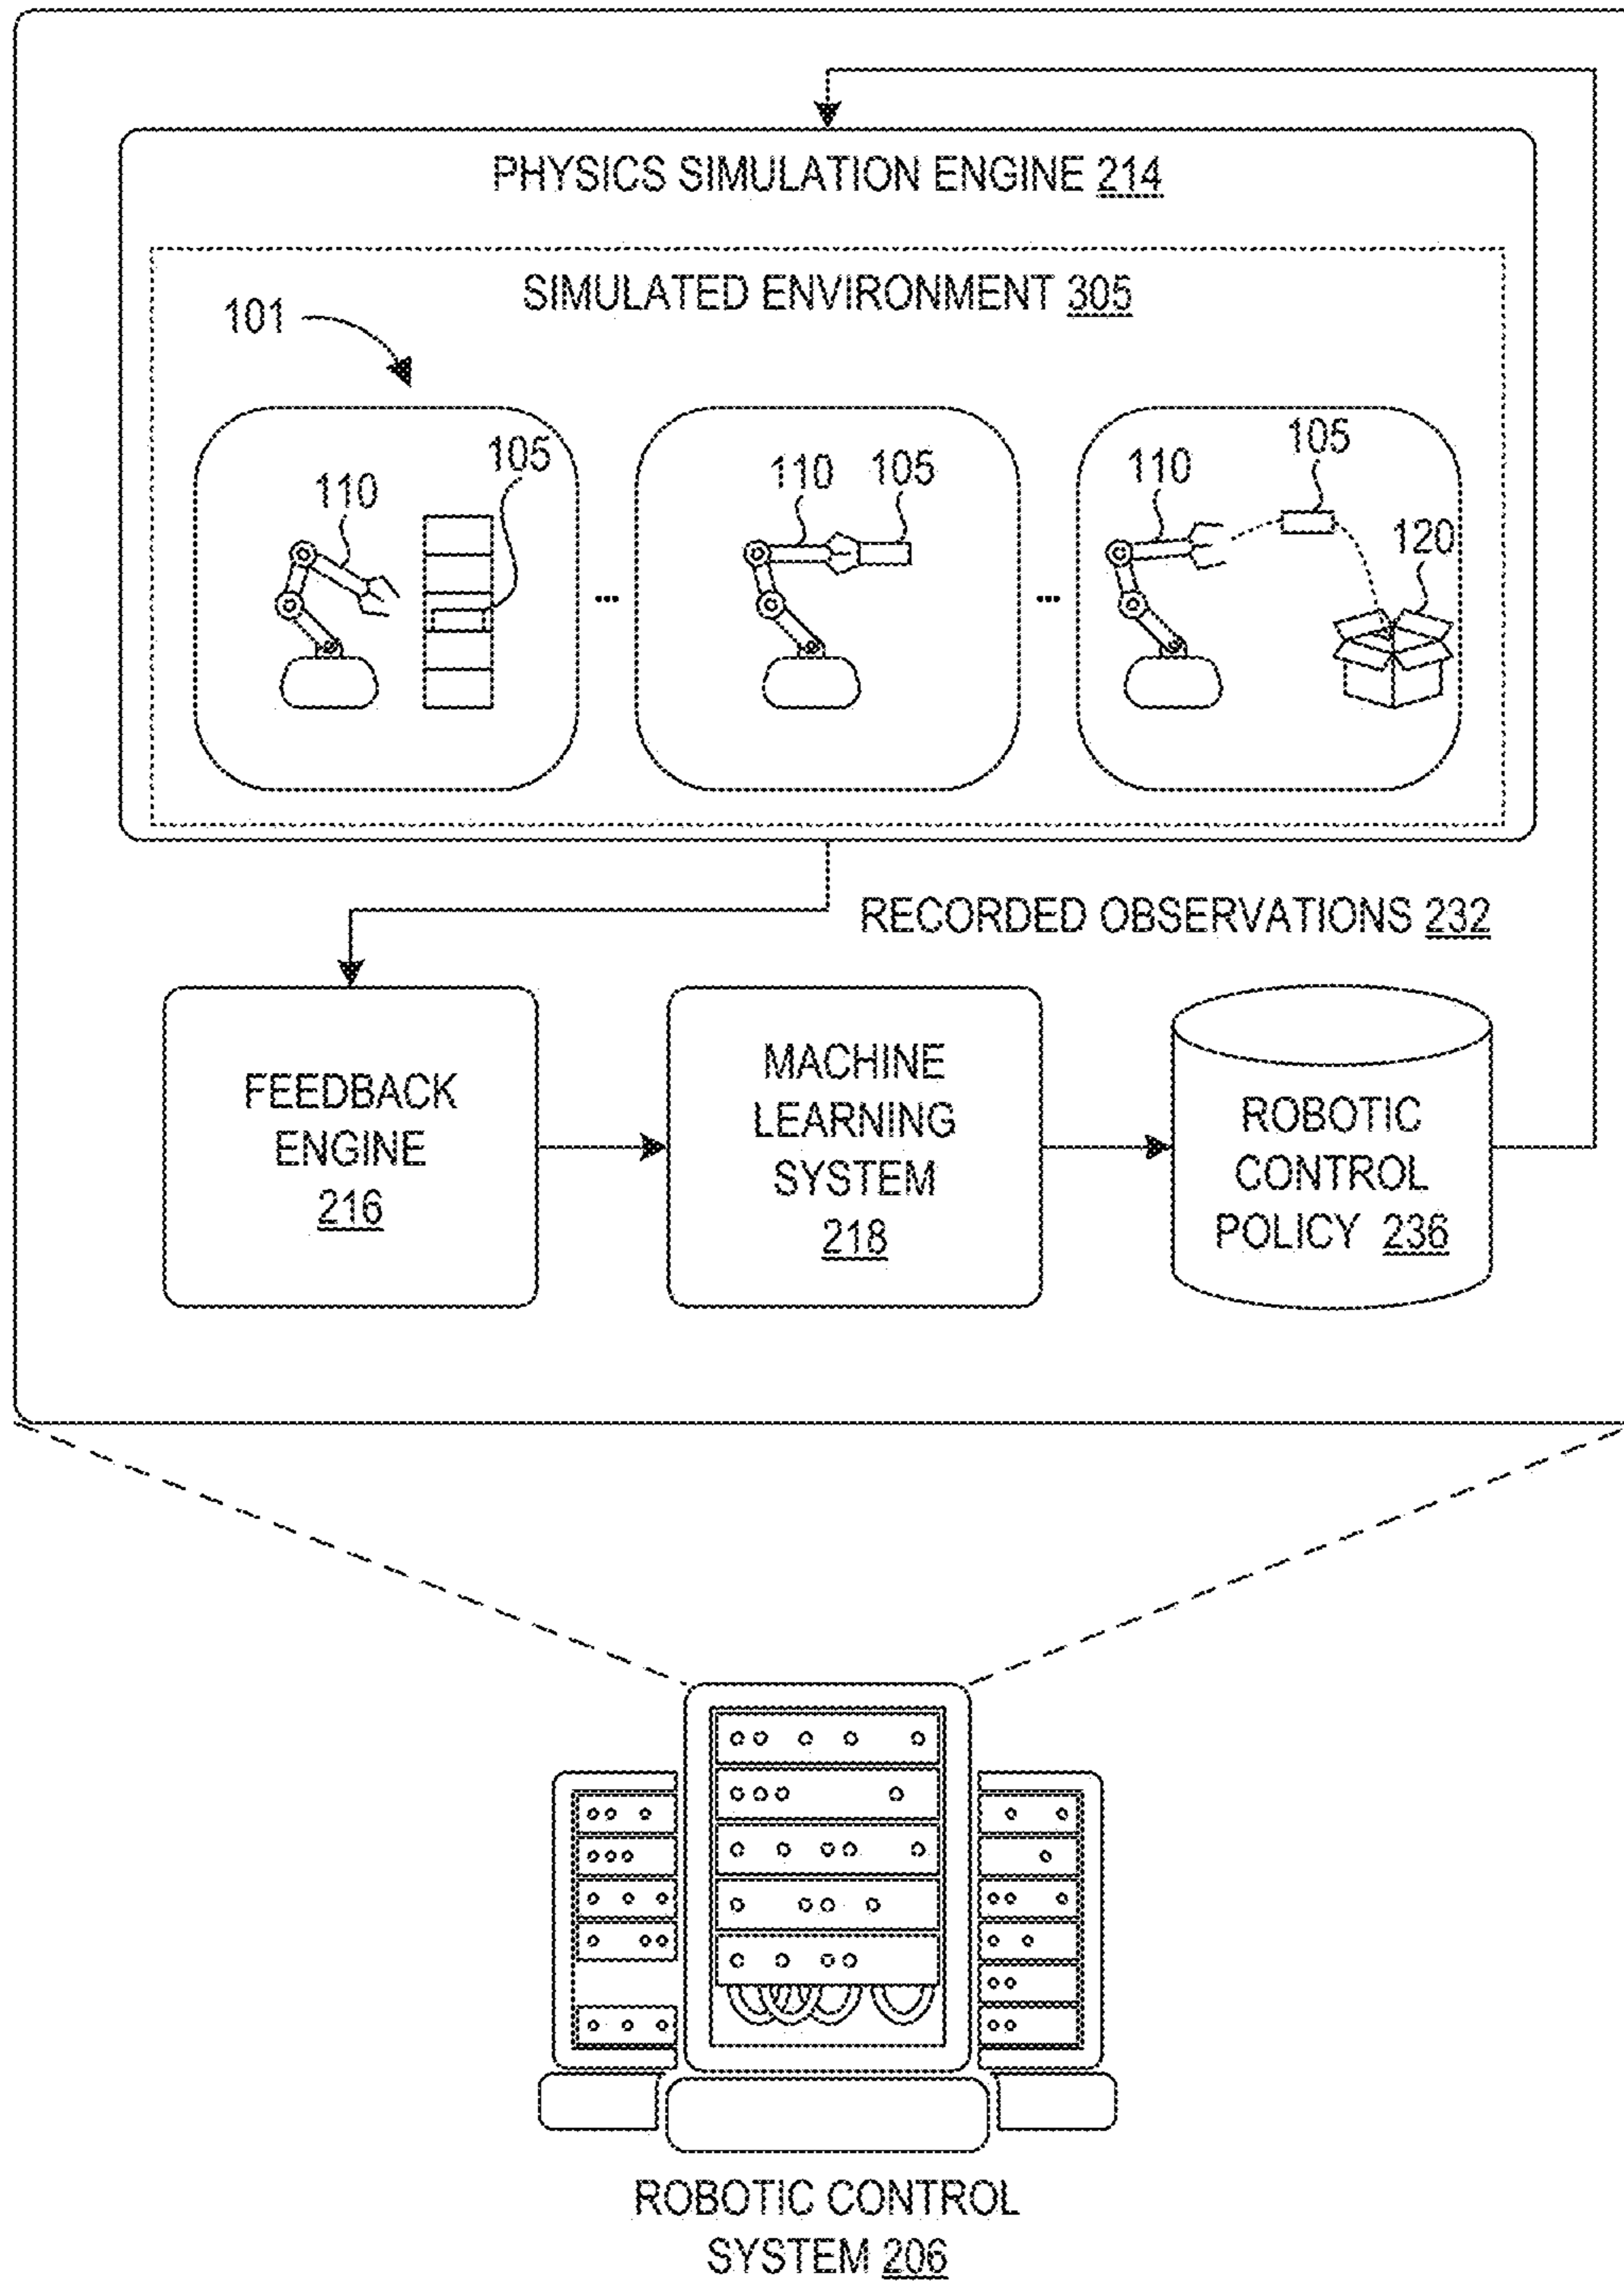 PHYSICS SIMULATION ENGINE 214
SIMULATED ENVIRONMENT 305
101
110
105
110
105
110
105
120
...
...
RECORDED OBSERVATIONS 232
FEEDBACK
ENGINE
216
MACHINE
LEARNING
SYSTEM
218
ROBOTIC
CONTROL
POLICY 236
ROBOTIC CONTROL
SYSTEM 206